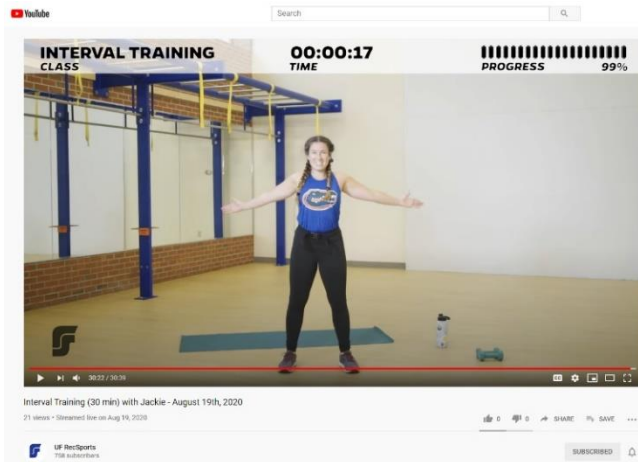 YouTube
Search
INTERVAL TRAINING
CLASS
00:00:17
TIME
PROGRESS 99%
30:22 / 30:39
CC
Interval Training (30 min) with Jackie - August 19th, 2020
21 views • Streamed live on Aug 19, 2020
0 0 SHARE SAVE
UF RecSports
758 subscribers
SUBSCRIBED